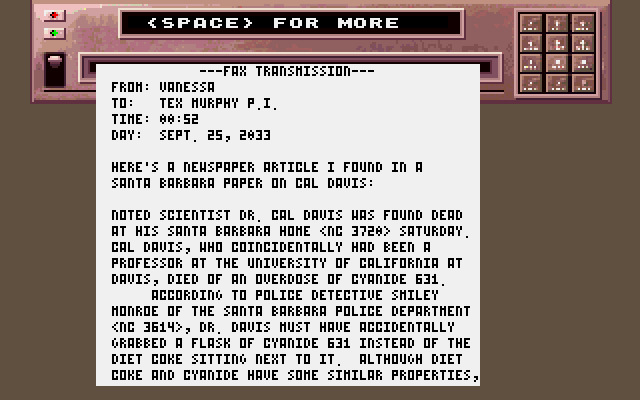 <SPACE> FOR MORE
---FAX TRANSMISSION---
FROM: VANESSA
TO: TEX MURPHY P.I.
TIME: 00:52
DAY: SEPT. 25, 2033
HERE'S A NEWSPAPER ARTICLE I FOUND IN A
SANTA BARBARA PAPER ON CAL DAVIS:
NOTED SCIENTIST DR. CAL DAVIS WAS FOUND DEAD
AT HIS SANTA BARBARA HOME <NC 3720> SATURDAY.
CAL DAVIS, WHO COINCIDENTALLY HAD BEEN A
PROFESSOR AT THE UNIVERSITY OF CALIFORNIA AT
DAVIS, DIED OF AN OVERDOSE OF CYANIDE 631.
ACCORDING TO POLICE DETECTIVE SMILEY
MONROE OF THE SANTA BARBARA POLICE DEPARTMENT
<NC 3614>, DR. DAVIS MUST HAVE ACCIDENTALLY
GRABBED A FLASK OF CYANIDE 631 INSTEAD OF THE
DIET COKE SITTING NEXT TO IT. ALTHOUGH DIET
COKE AND CYANIDE HAVE SOME SIMILAR PROPERTIES,